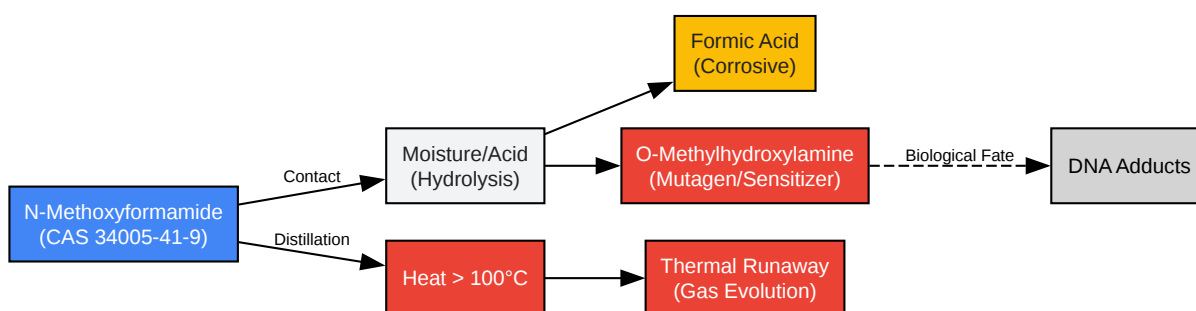 N-Methoxyformamide
(CAS 34005-41-9)
Contact
Distillation
Moisture/Acid
(Hydrolysis)
Heat > 100°C
Formic Acid
(Corrosive)
O-Methylhydroxylamine
(Mutagen/Sensitizer)
Thermal Runaway
(Gas Evolution)
Biological Fate
DNA Adducts